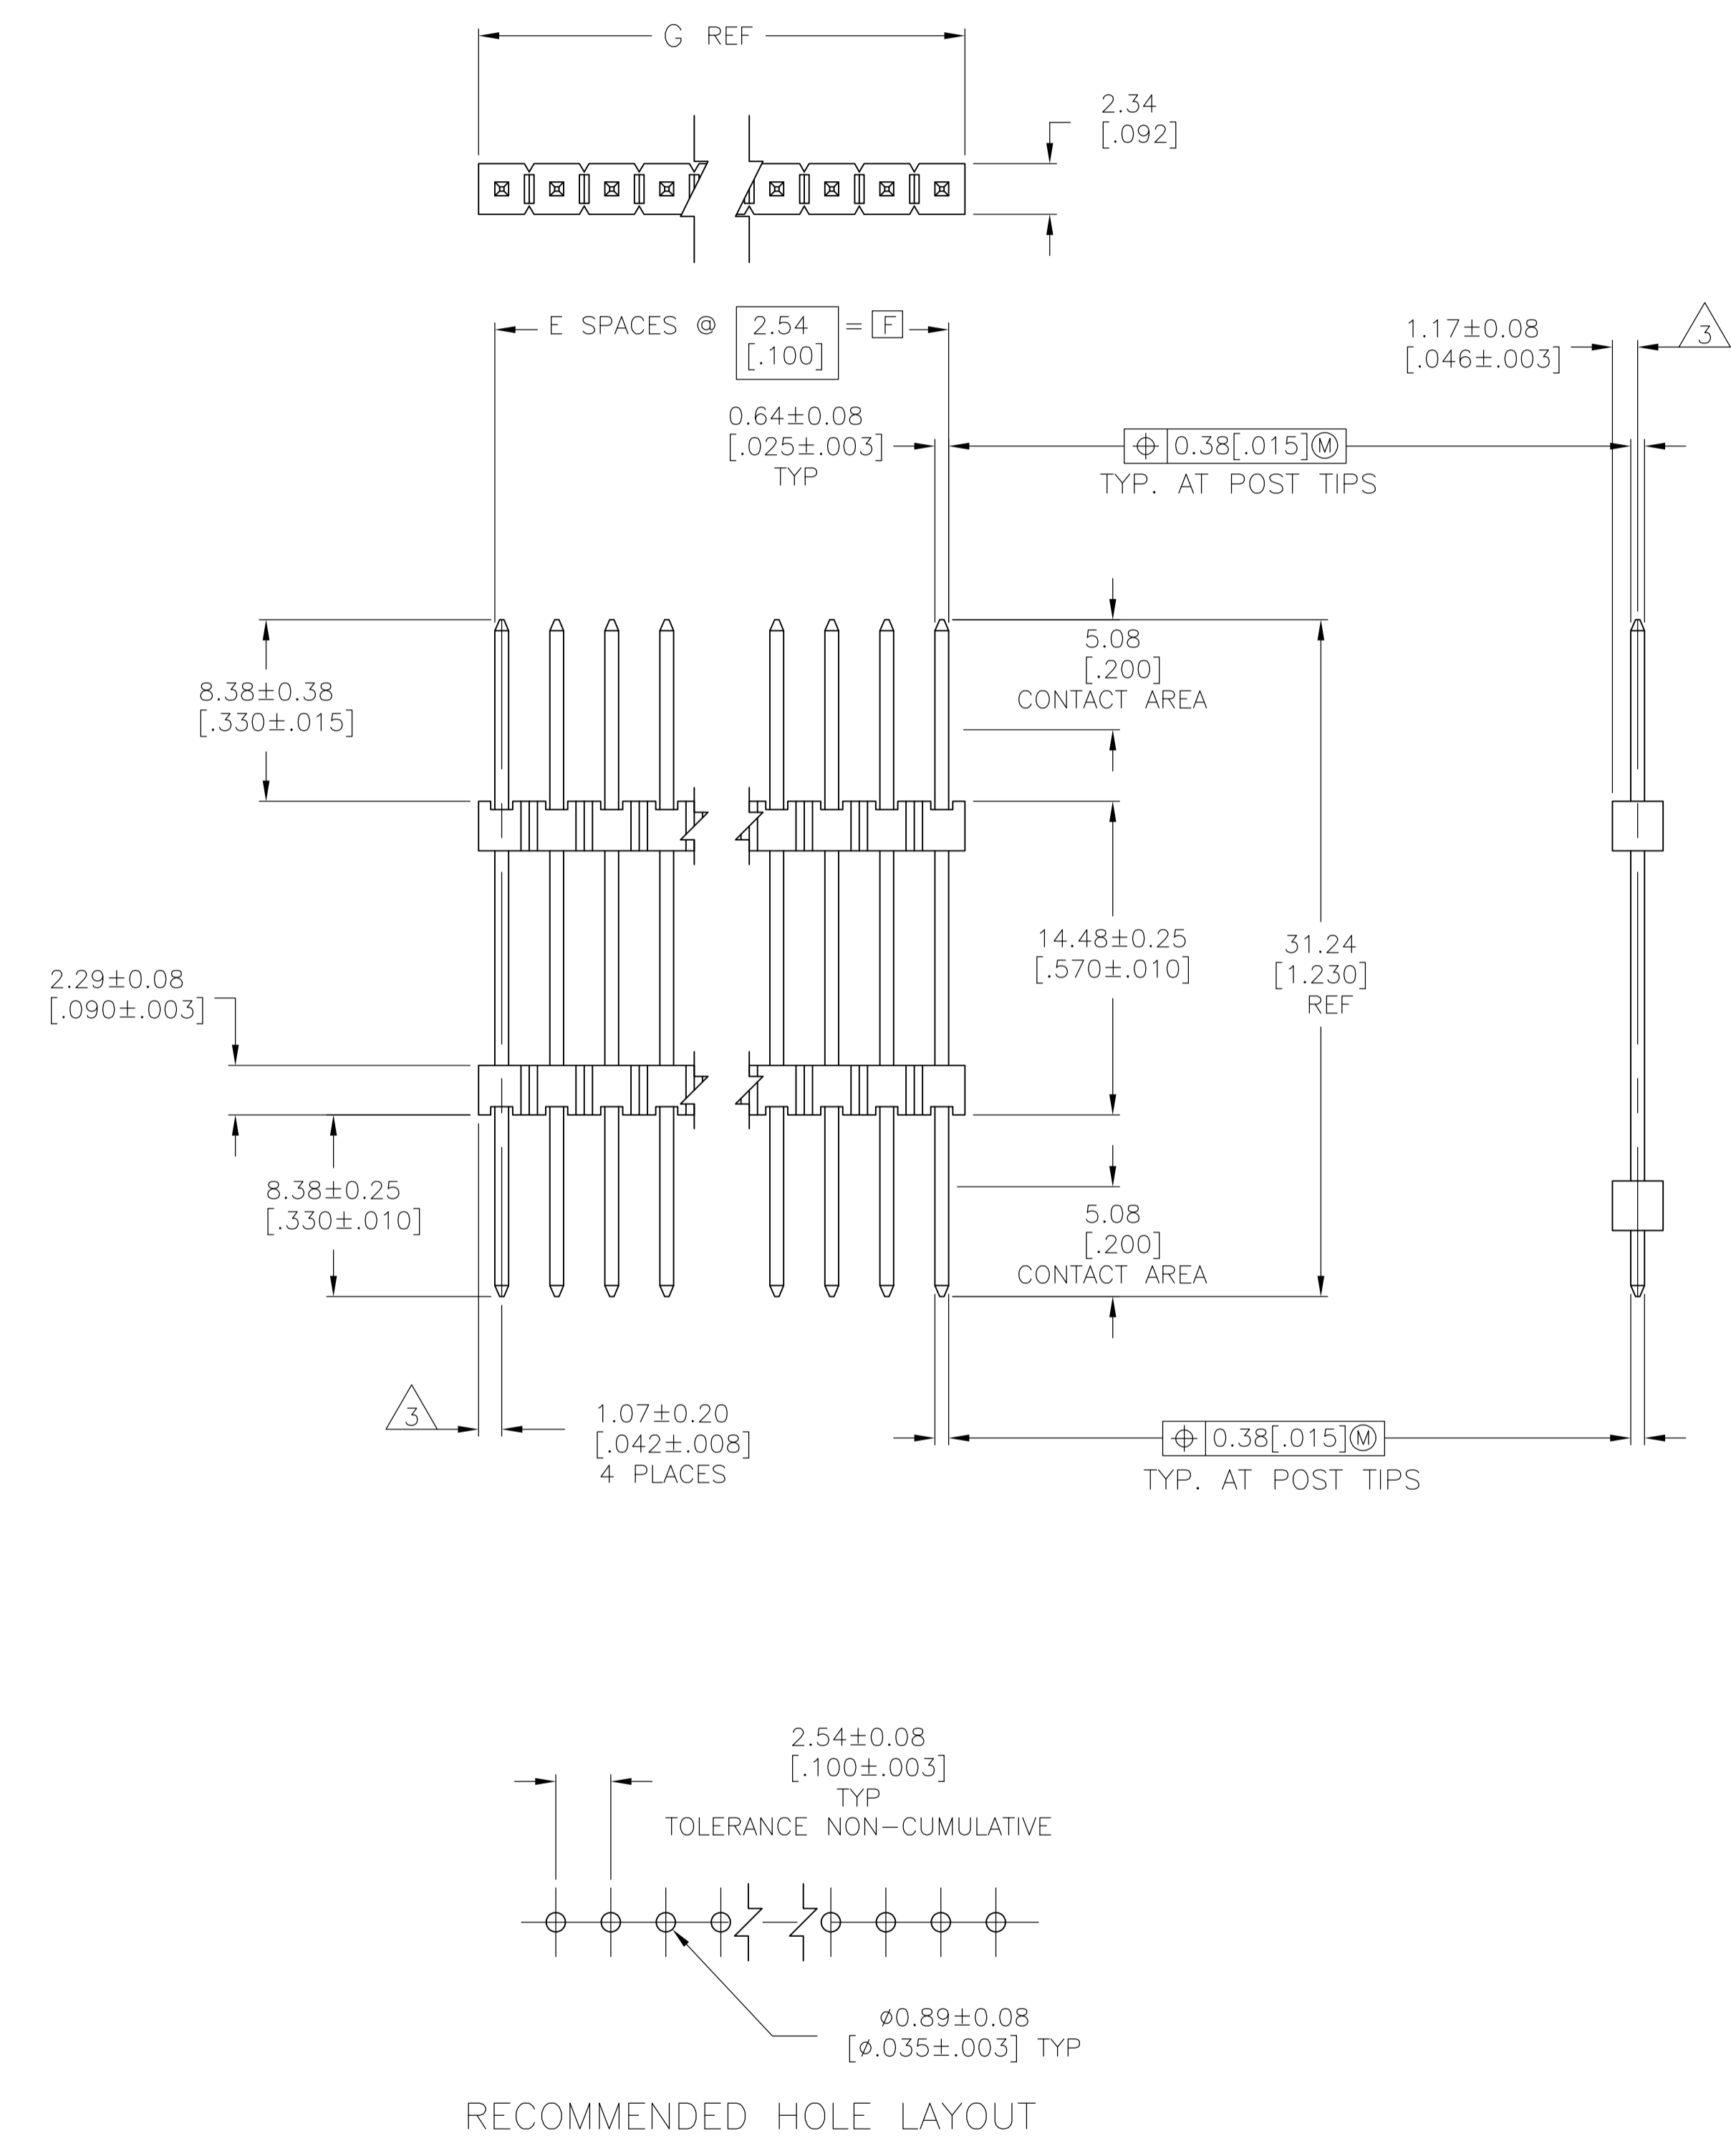 G REF
2.34
[.092]
E SPACES @ 2.54 = F
[.100]
1.17±0.08
[.046±.003]
3
0.64±0.08
[.025±.003]
TYP
⌖ 0.38[.015]Ⓜ
TYP. AT POST TIPS
5.08
[.200]
CONTACT AREA
8.38±0.38
[.330±.015]
14.48±0.25
[.570±.010]
31.24
[1.230]
REF
2.29±0.08
[.090±.003]
8.38±0.25
[.330±.010]
5.08
[.200]
CONTACT AREA
3
1.07±0.20
[.042±.008]
4 PLACES
⌖ 0.38[.015]Ⓜ
TYP. AT POST TIPS
2.54±0.08
[.100±.003]
TYP
TOLERANCE NON-CUMULATIVE
⌀0.89±0.08
[⌀.035±.003] TYP
RECOMMENDED HOLE LAYOUT